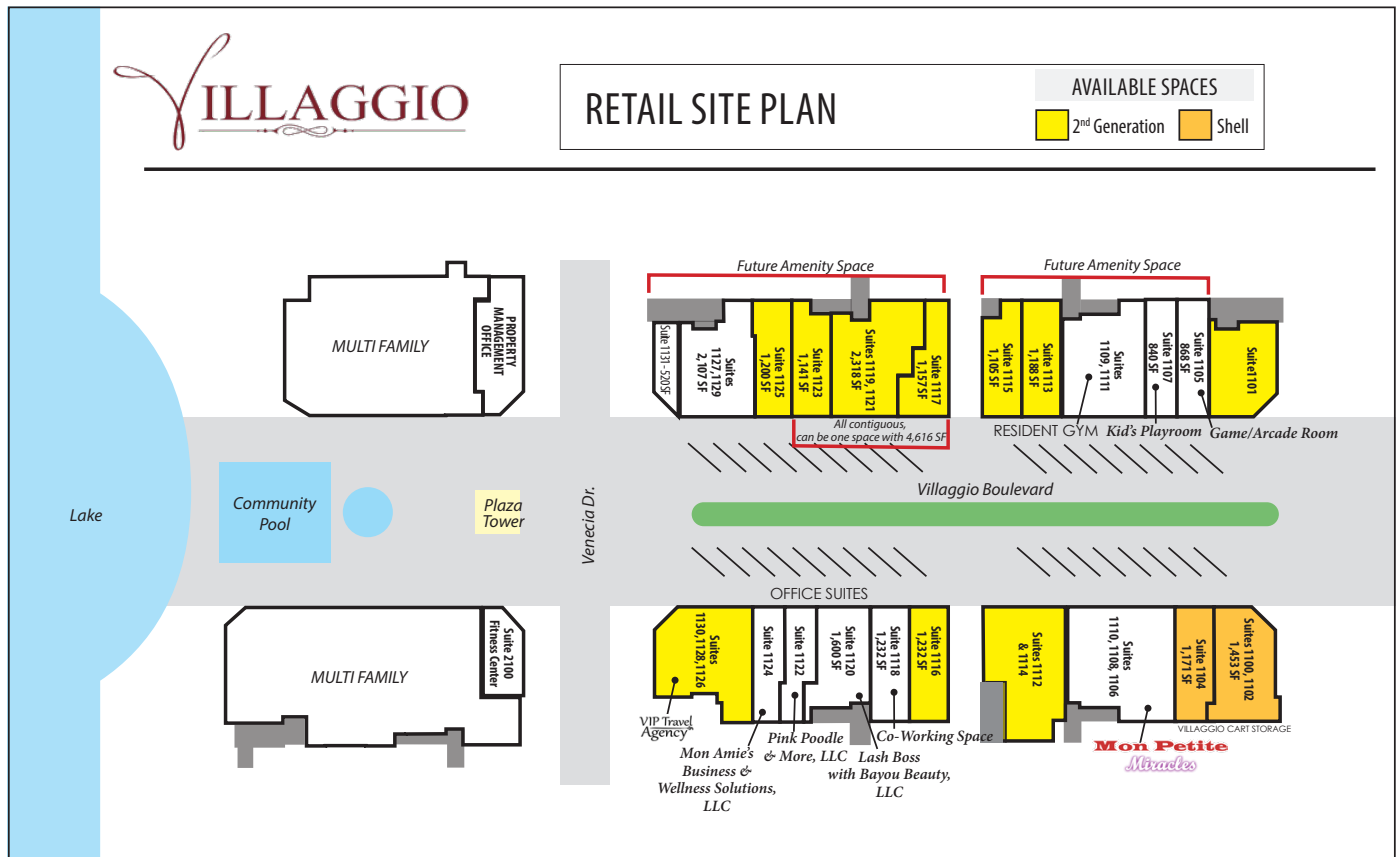 VILLAGGIO
RETAIL SITE PLAN
AVAILABLE SPACES
2nd Generation
Shell
Future Amenity Space
Future Amenity Space
MULTI FAMILY
PROPERTY
MANAGEMENT
OFFICE
Suite 1131 - 520 SF
Suites
1127, 1129
2,107 SF
Suite 1125
1,200 SF
Suite 1123
1,141 SF
Suites 1119, 1121
2,318 SF
Suite 1117
1,157 SF
Suite 1115
1,105 SF
Suite 1113
1,188 SF
Suites
1109, 1111
Suite 1107
840 SF
Suite 1105
868 SF
Suite1101
All contiguous,
can be one space with 4,616 SF
RESIDENT GYM
Kid's Playroom
Game/Arcade Room
Lake
Community
Pool
Plaza
Tower
Venecia Dr.
Villaggio Boulevard
OFFICE SUITES
MULTI FAMILY
Suite 2100
Fitness Center
Suites
1130,1128,1126
Suite 1124
Suite 1122
Suite 1120
1,600 SF
Suite 1118
1,232 SF
Suite 1116
1,232 SF
Suites 1112
& 1114
Suites
1110, 1108, 1106
Suite 1104
1,171 SF
Suites 1100, 1102
1,453 SF
VIP Travel
Agency
Mon Amie's
Business &
Wellness Solutions,
LLC
Pink Poodle
& More, LLC
Lash Boss
with Bayou Beauty,
LLC
Co-Working Space
VILLAGGIO CART STORAGE
Mon Petite
Miracles